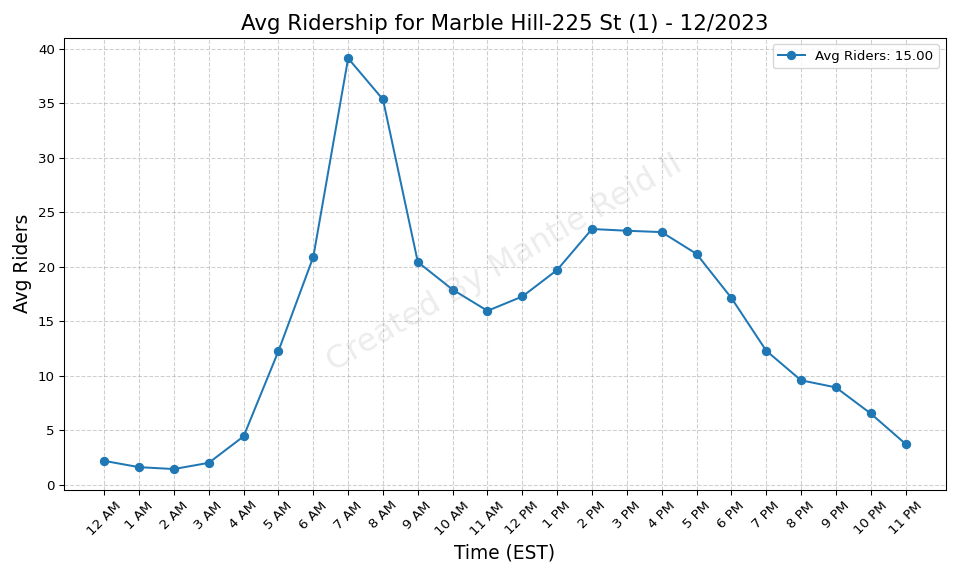 Avg Ridership for Marble Hill-225 St (1) - 12/2023
Avg Riders: 15.00
Avg Riders
40
35
30
25
20
15
10
5
0
Created By Mantie Reid II
12 AM
1 AM
2 AM
3 AM
4 AM
5 AM
6 AM
7 AM
8 AM
9 AM
10 AM
11 AM
12 PM
1 PM
2 PM
3 PM
4 PM
5 PM
6 PM
7 PM
8 PM
9 PM
10 PM
11 PM
Time (EST)